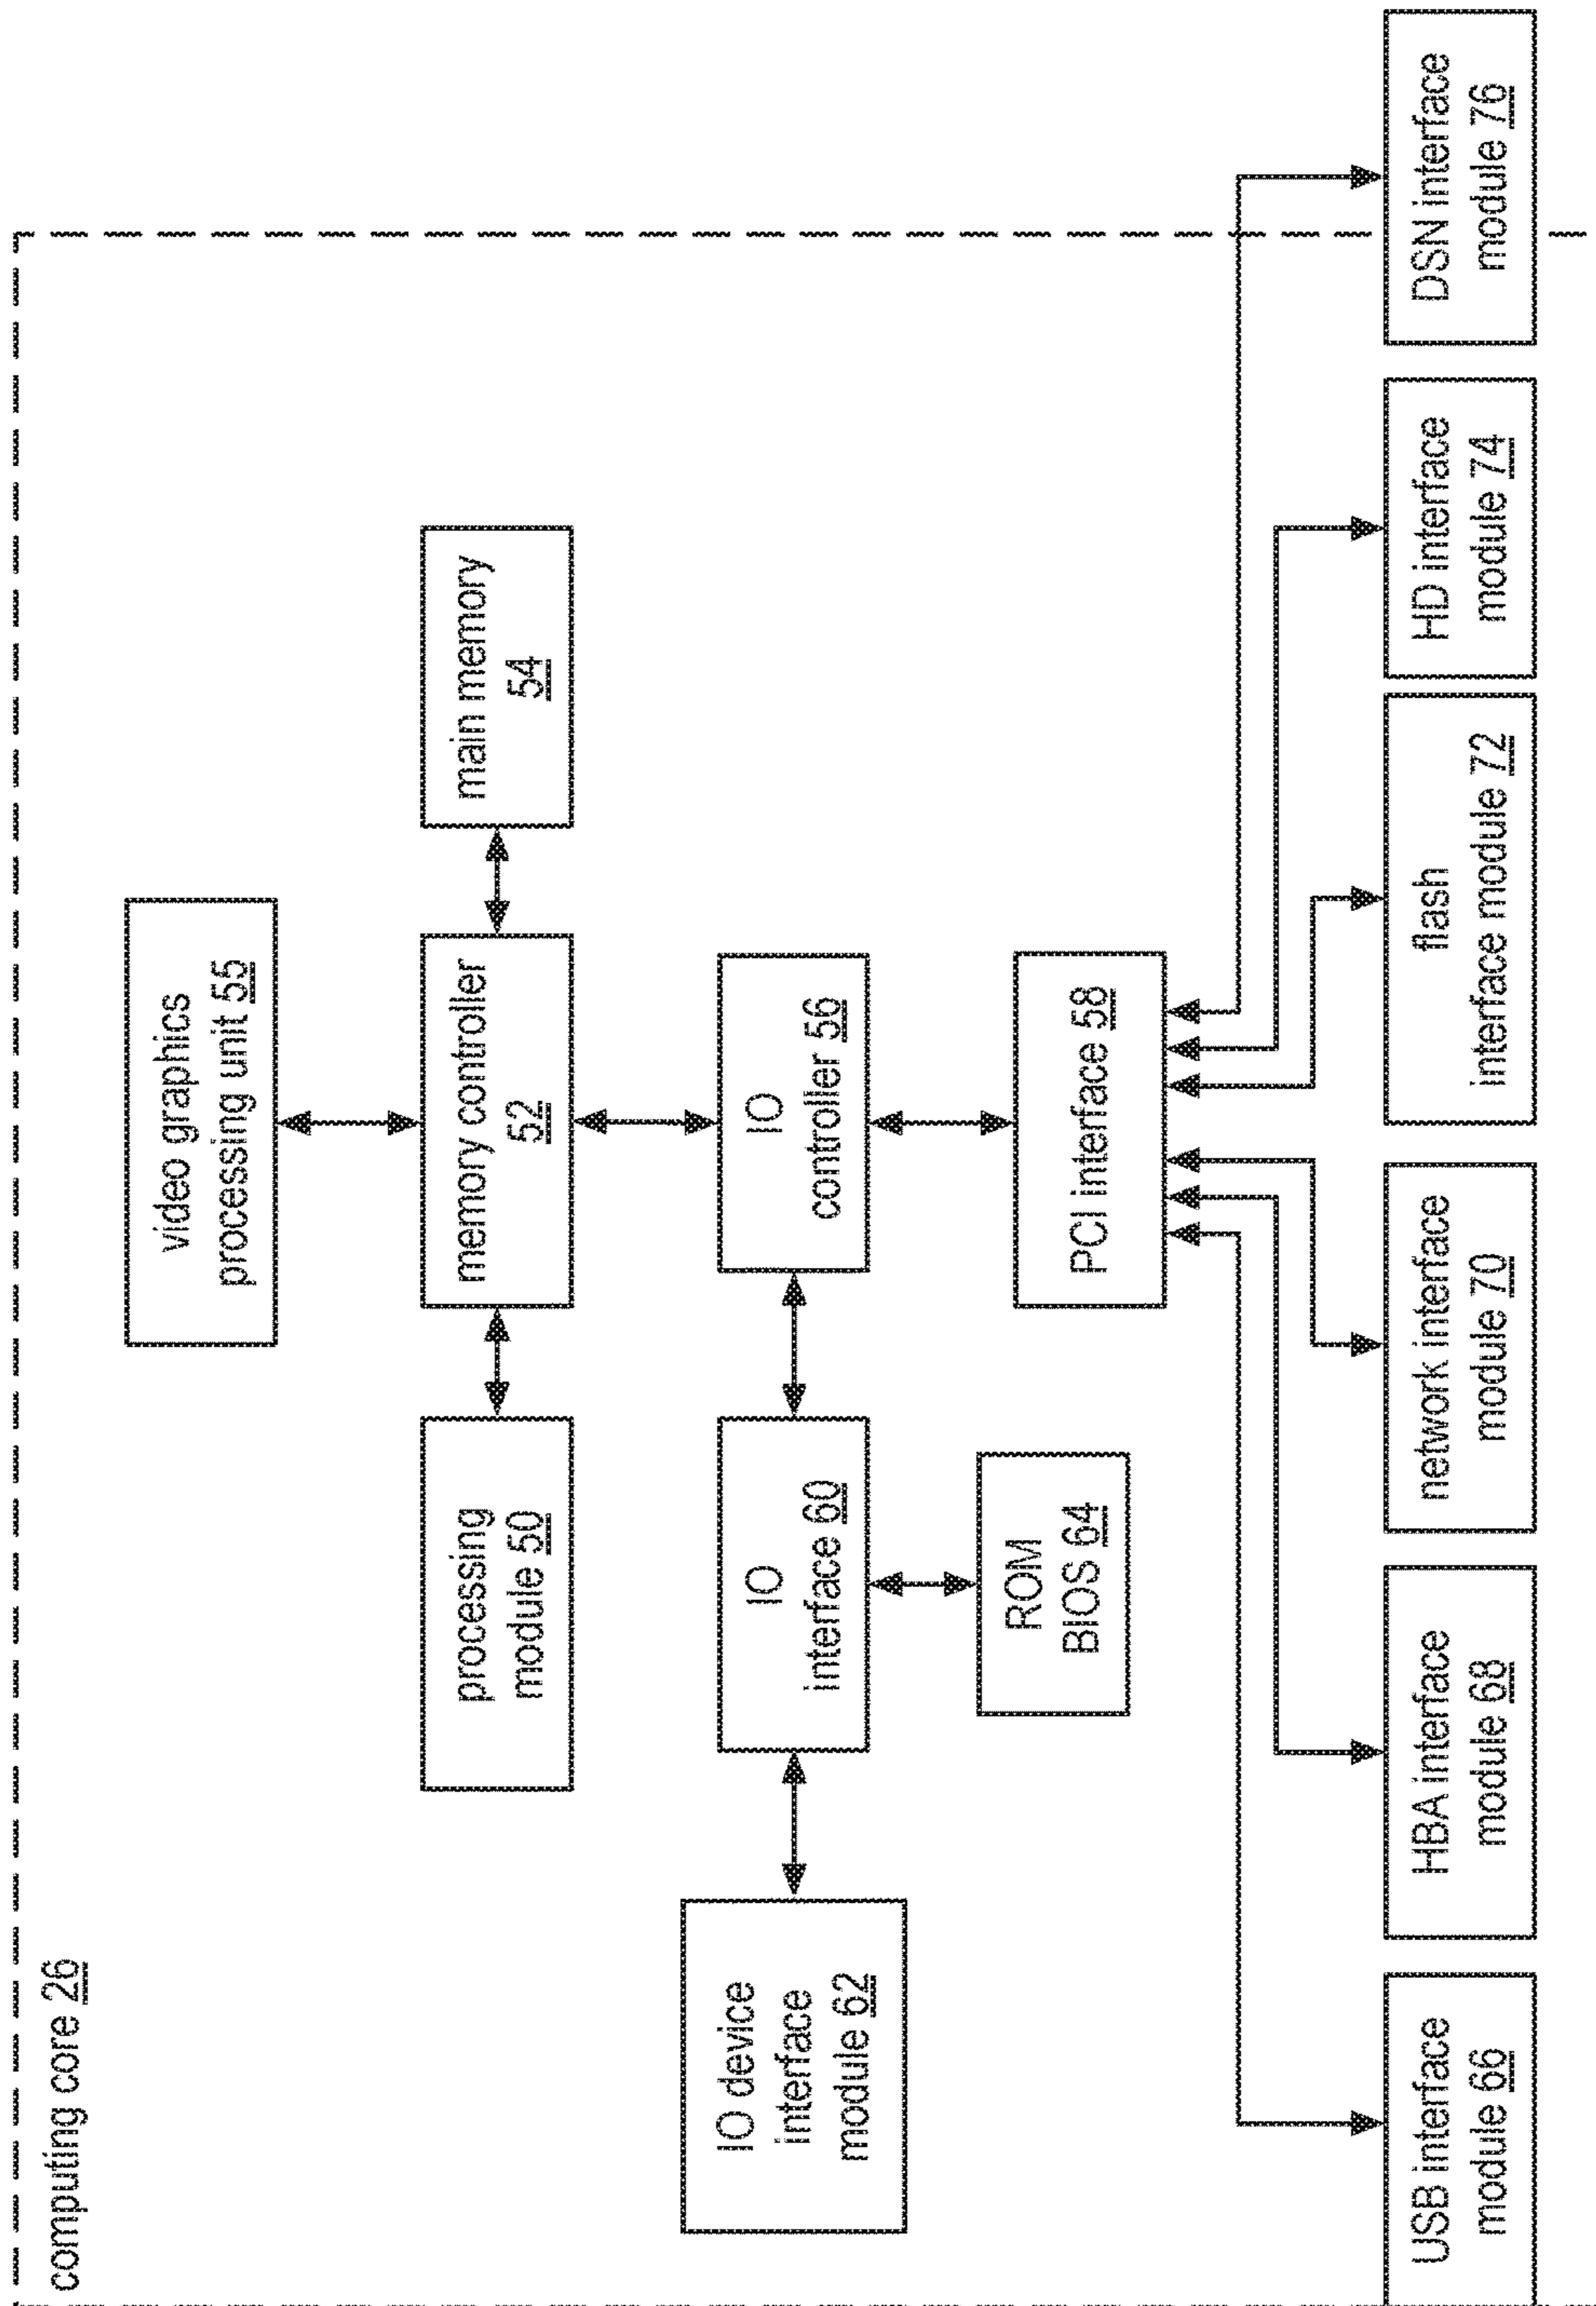 computing core 26
video graphics
processing unit 55
processing
module 50
memory controller
52
main memory
54
IO device
interface
module 62
IO
interface 60
IO
controller 56
ROM
BIOS 64
PCI interface 58
USB interface
module 66
HBA interface
module 68
network interface
module 70
flash
interface module 72
HD interface
module 74
DSN interface
module 76